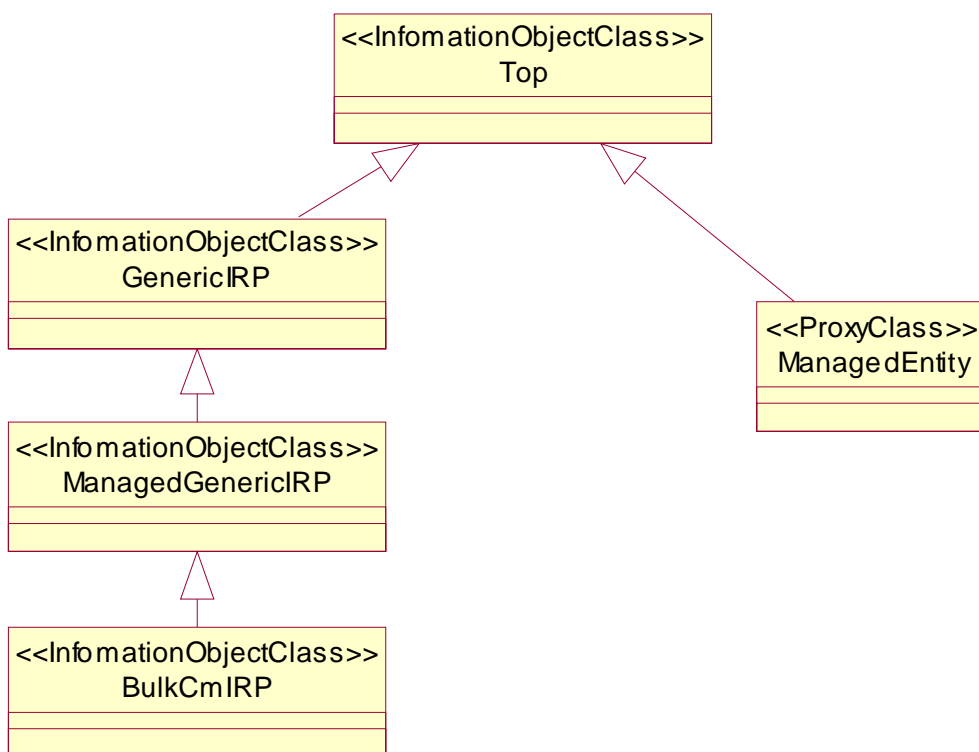 <<InfomationObjectClass>>
Top
<<InfomationObjectClass>>
GenericIRP
<<ProxyClass>>
ManagedEntity
<<InfomationObjectClass>>
ManagedGenericIRP
<<InfomationObjectClass>>
BulkCmIRP